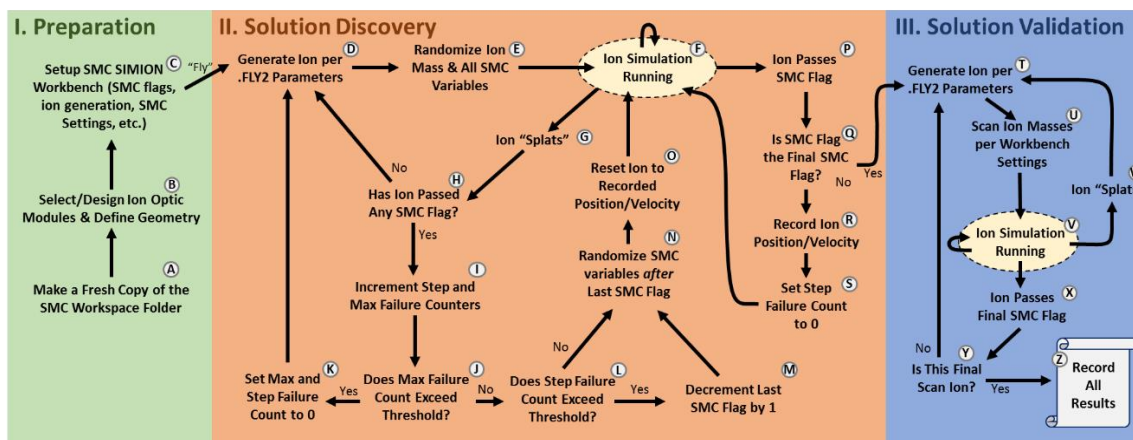 I. Preparation
C
Setup SMC SIMION
Workbench (SMC flags,
ion generation, SMC
Settings, etc.)
"Fly"
B
Select/Design Ion Optic
Modules & Define Geometry
A
Make a Fresh Copy of the
SMC Workspace Folder
II. Solution Discovery
D
Generate Ion per
.FLY2 Parameters
E
Randomize Ion
Mass & All SMC
Variables
F
Ion Simulation
Running
G
Ion "Splats"
No
H
Has Ion Passed
Any SMC Flag?
Yes
I
Increment Step and
Max Failure Counters
J
Does Max Failure
Count Exceed
Threshold?
Yes
K
Set Max and
Step Failure
Count to 0
No
L
Does Step Failure
Count Exceed
Threshold?
Yes
M
Decrement Last
SMC Flag by 1
No
N
Randomize SMC
variables after
Last SMC Flag
O
Reset Ion to
Recorded
Position/Velocity
P
Ion Passes
SMC Flag
Q
Is SMC Flag
the Final SMC
Flag?
No
Yes
R
Record Ion
Position/Velocity
S
Set Step
Failure Count
to 0
III. Solution Validation
T
Generate Ion per
.FLY2 Parameters
U
Scan Ion Masses
per Workbench
Settings
V
Ion Simulation
Running
Ion "Splat
X
Ion Passes
Final SMC Flag
No
Y
Is This Final
Scan Ion?
Yes
Z
Record
All
Results